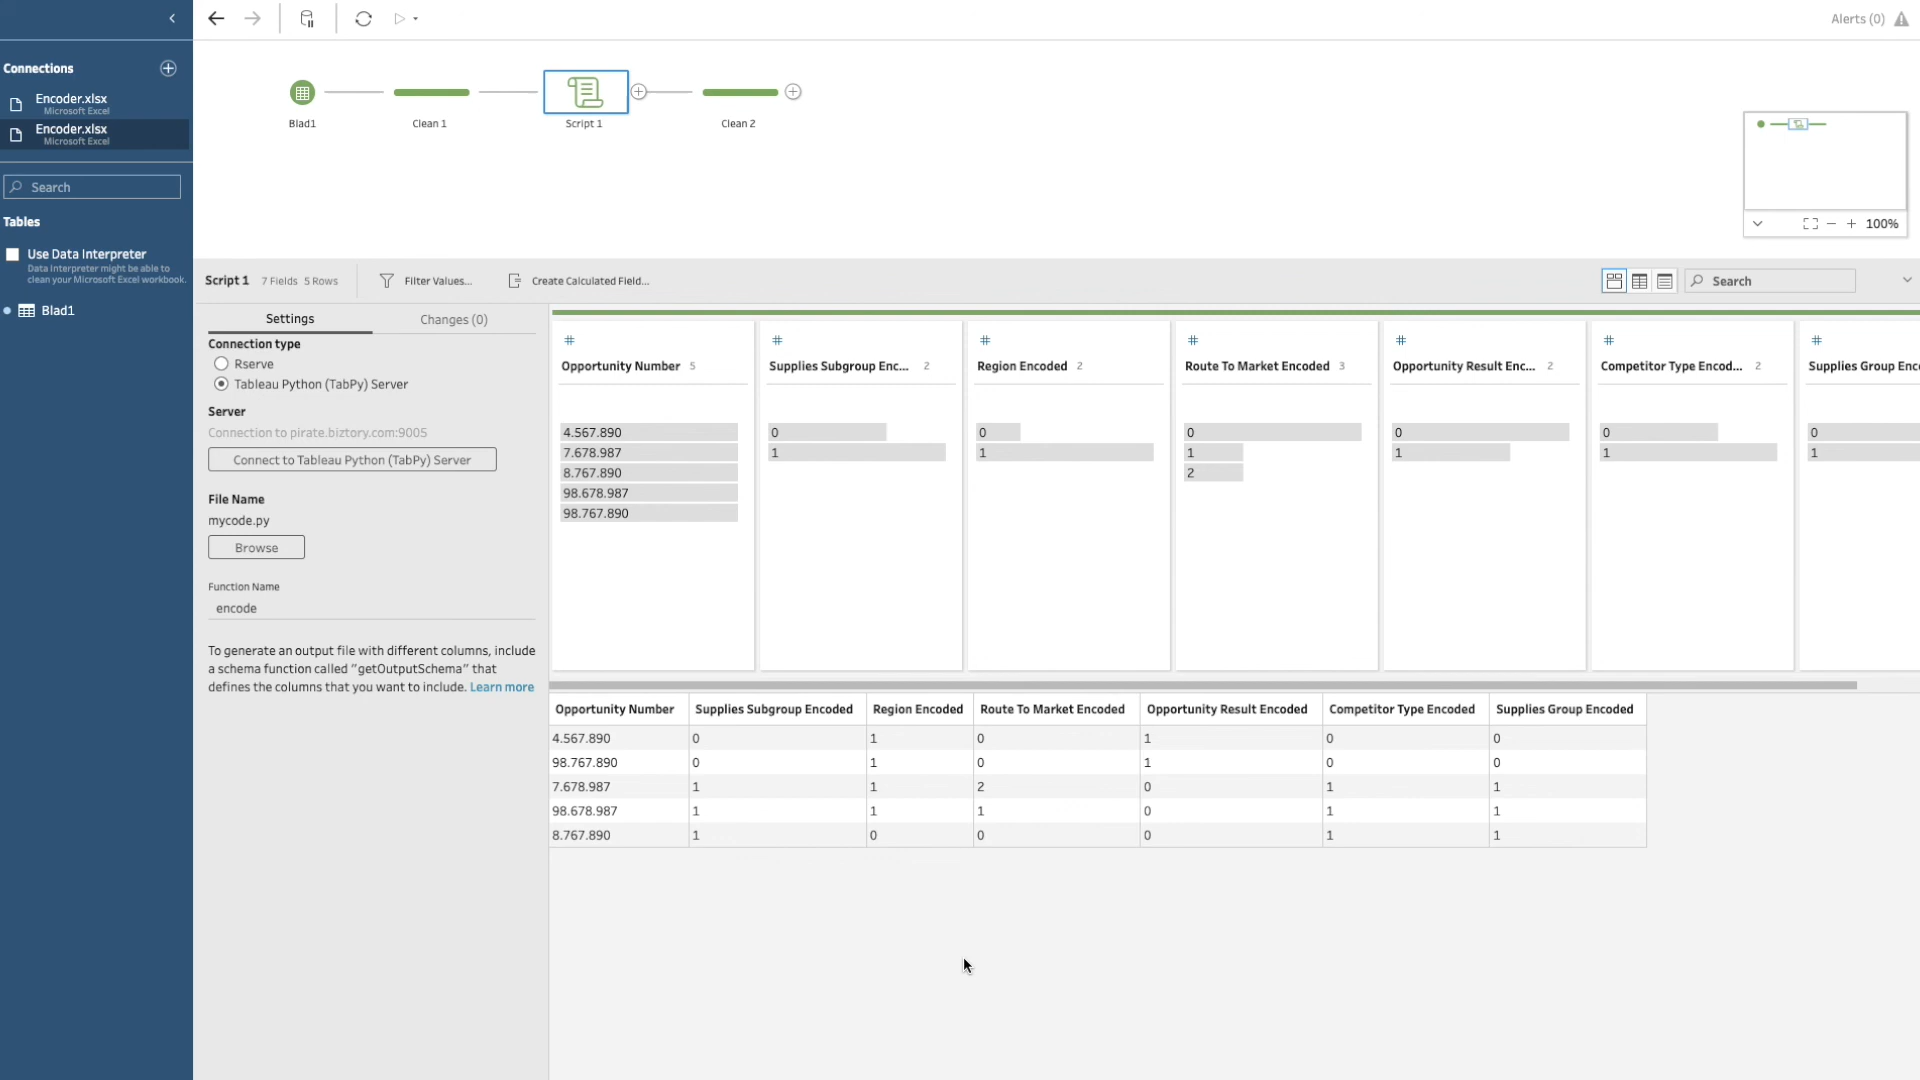 Alerts (0)
Connections
Encoder.xlsx
Microsoft Excel
Encoder.xlsx
Microsoft Excel
Search
Tables
Use Data Interpreter
Data Interpreter might be able to
clean your Microsoft Excel workbook.
Blad1
Blad1
Clean 1
Script 1
Clean 2
100%
Script 1 7 Fields 5 Rows Filter Values... Create Calculated Field... Search
Settings Changes (0)
Connection type
Rserve
Tableau Python (TabPy) Server
Server
Connection to pirate.biztory.com:9005
Connect to Tableau Python (TabPy) Server
File Name
mycode.py
Browse
Function Name
encode
To generate an output file with different columns, include
a schema function called "getOutputSchema" that
defines the columns that you want to include. Learn more
Opportunity Number 5
4.567.890
7.678.987
8.767.890
98.678.987
98.767.890
Supplies Subgroup Enc... 2
0
1
Region Encoded 2
0
1
Route To Market Encoded 3
0
1
2
Opportunity Result Enc... 2
0
1
Competitor Type Encod... 2
0
1
Supplies Group Enco
0
1
Opportunity Number Supplies Subgroup Encoded Region Encoded Route To Market Encoded Opportunity Result Encoded Competitor Type Encoded Supplies Group Encoded
4.567.890 0 1 0 1 0 0
98.767.890 0 1 0 1 0 0
7.678.987 1 1 2 0 1 1
98.678.987 1 1 1 0 1 1
8.767.890 1 0 0 0 1 1